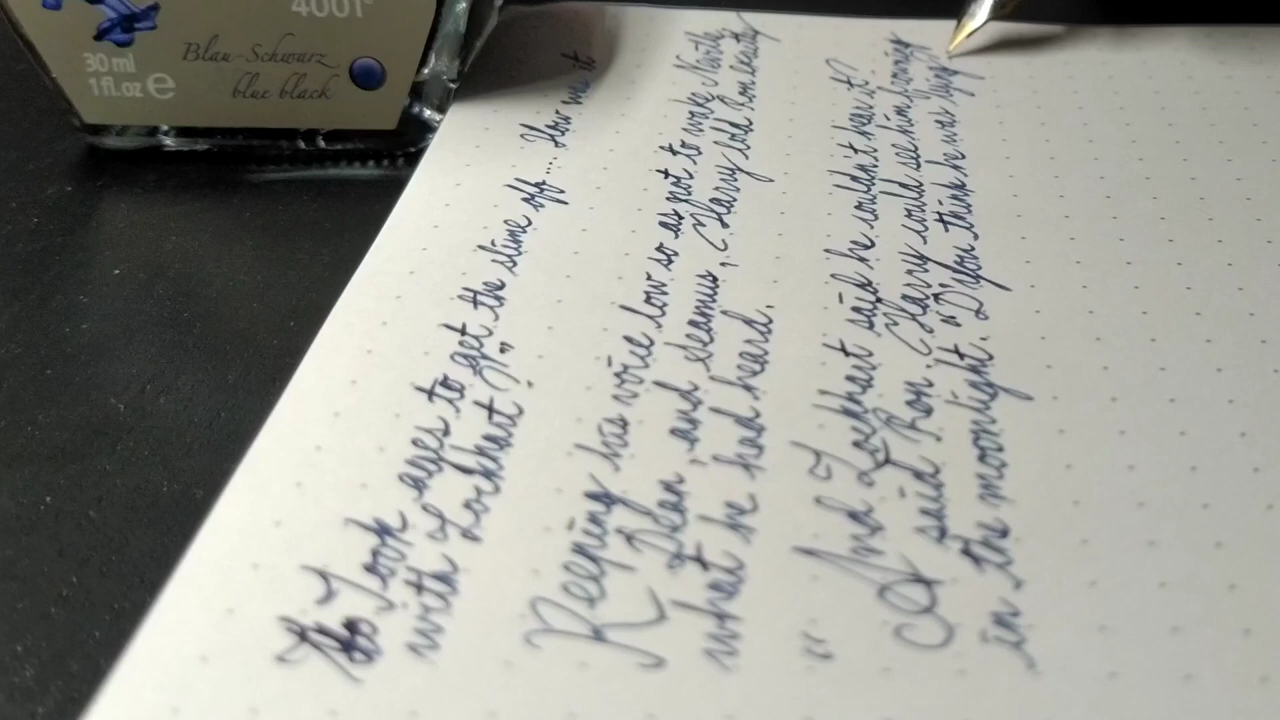 4001
30 ml
1 fl.oz e
Blau-Schwarz
blue black
Took ages to get the slime off.... How was it
with Lockhart?"
Keeping his voice low so as not to wake Neville
Dean, and Seamus, Harry told Ron exactly
what he had heard.
"And Lockhart said he couldn't hear it?"
said Ron. Harry could see him frowning
in the moonlight. "D'you think he was lying